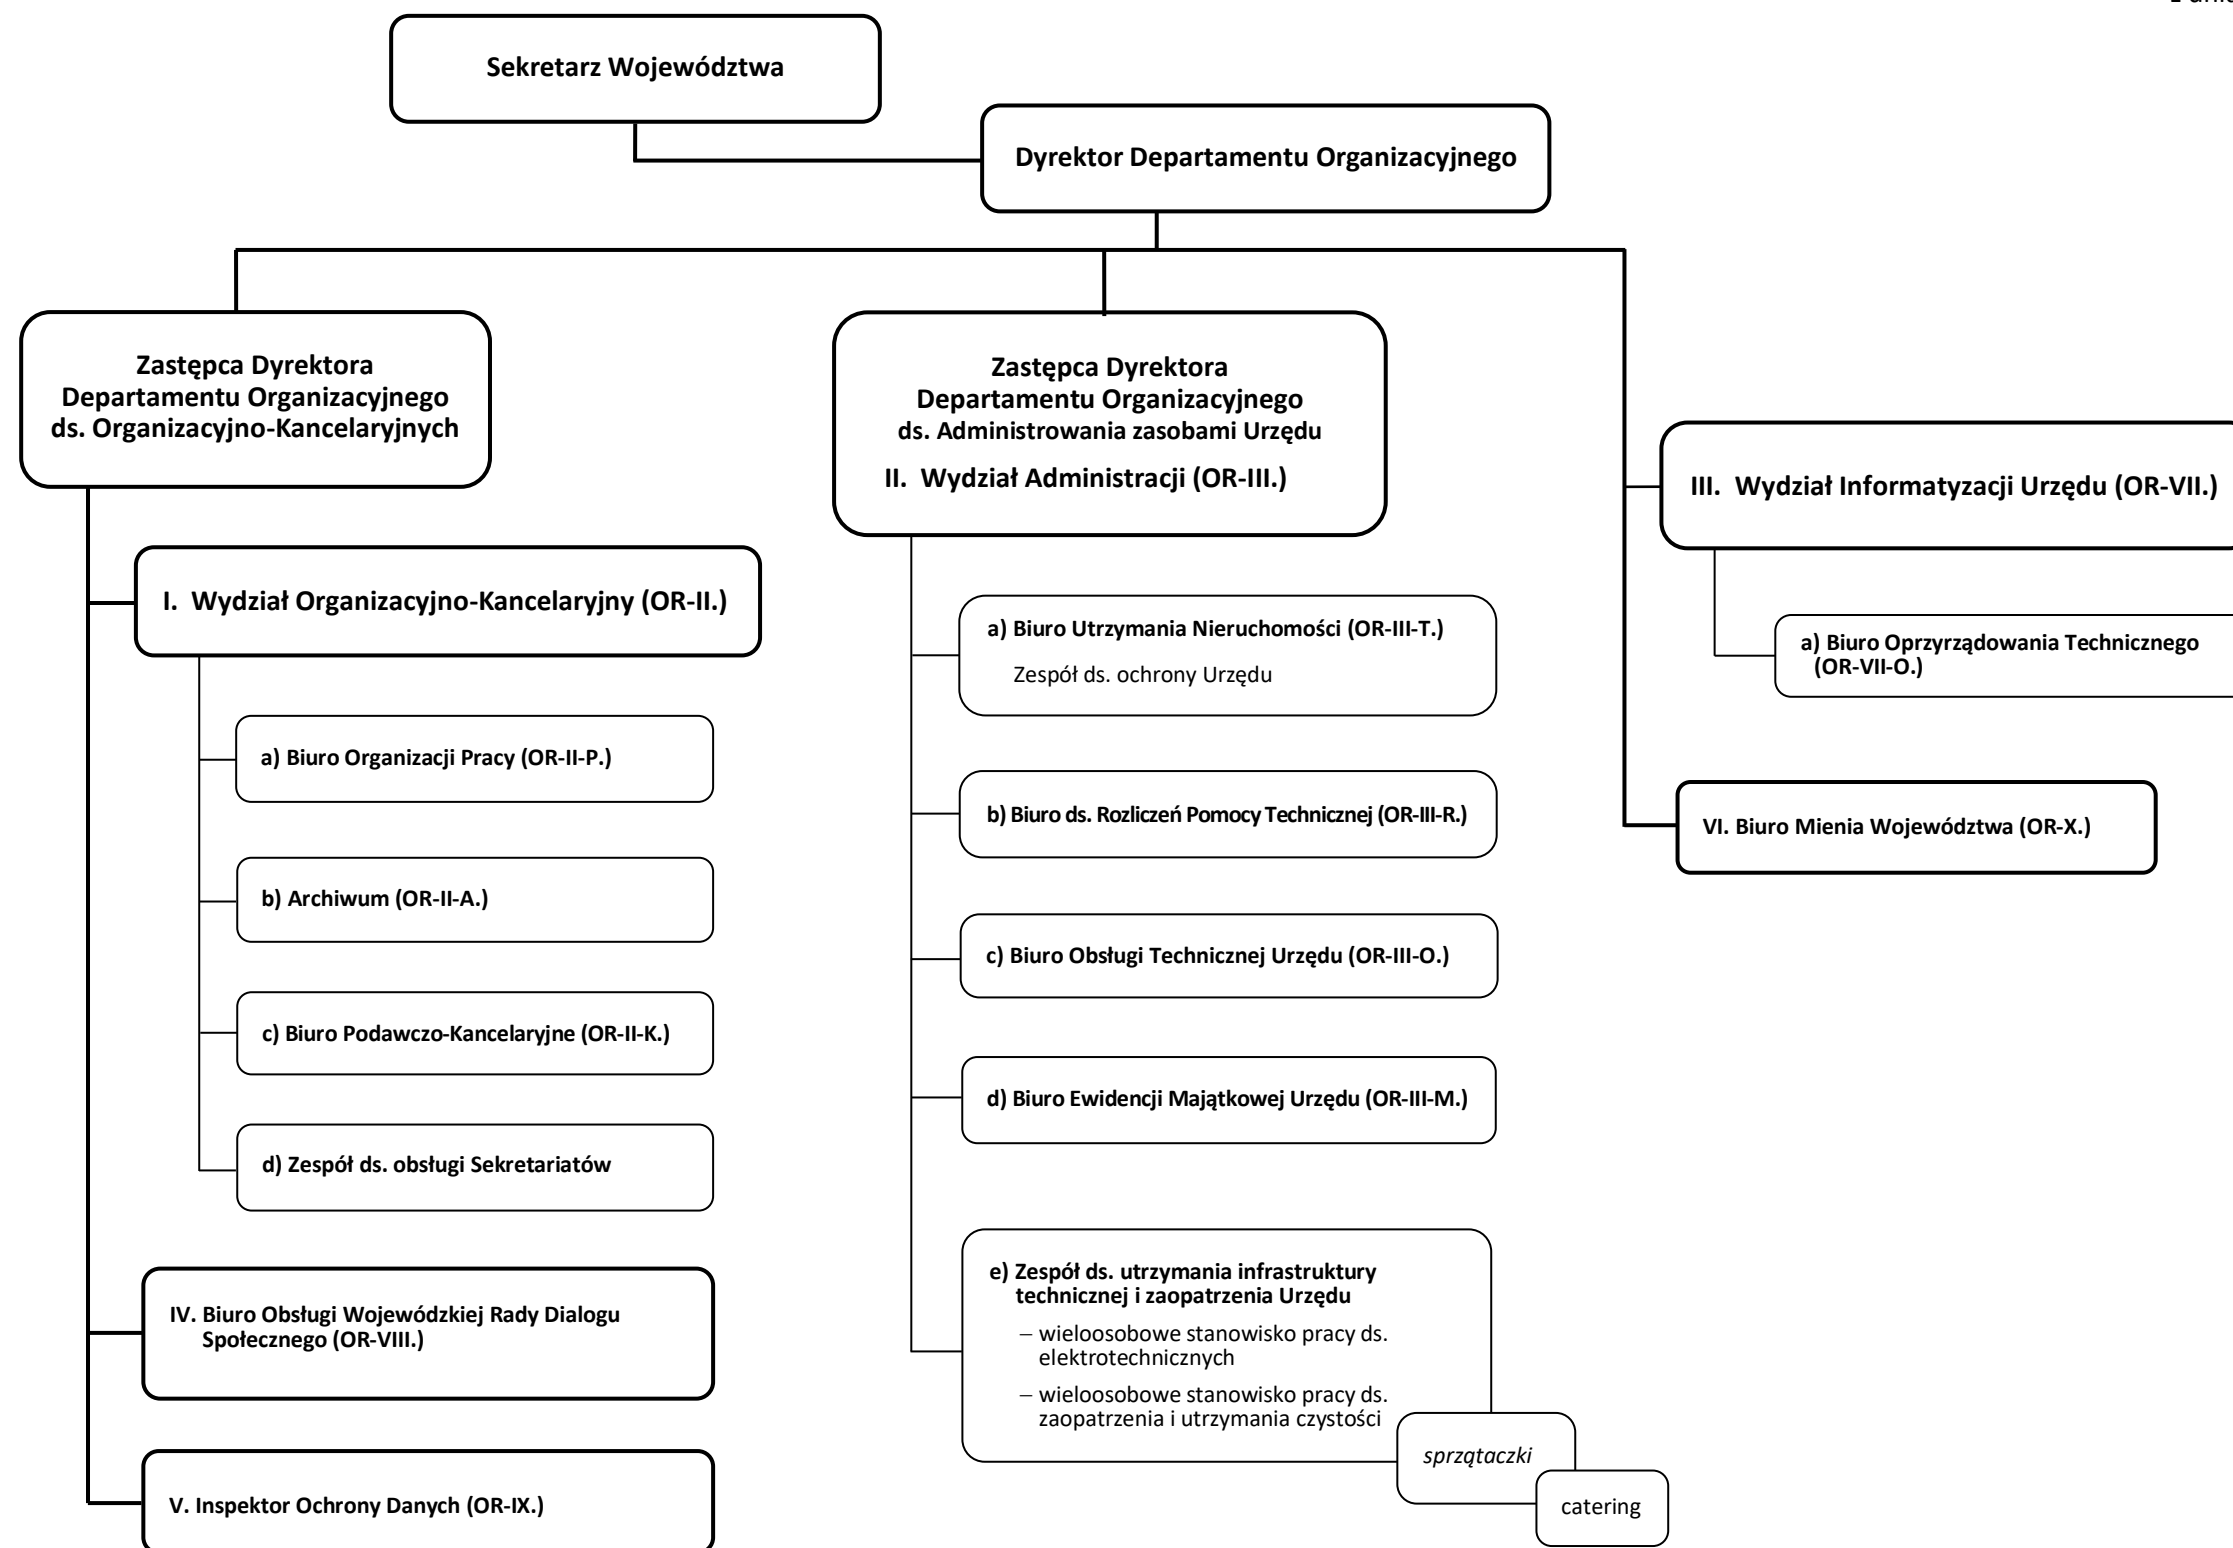 Sekretarz Województwa
Dyrektor Departamentu Organizacyjnego
Zastępca Dyrektora
Departamentu Organizacyjnego
ds. Organizacyjno-Kancelaryjnych
I. Wydział Organizacyjno-Kancelaryjny (OR-II.)
a) Biuro Organizacji Pracy (OR-II-P.)
b) Archiwum (OR-II-A.)
c) Biuro Podawczo-Kancelaryjne (OR-II-K.)
d) Zespół ds. obsługi Sekretariatów
IV. Biuro Obsługi Wojewódzkiej Rady Dialogu
Społecznego (OR-VIII.)
V. Inspektor Ochrony Danych (OR-IX.)
Zastępca Dyrektora
Departamentu Organizacyjnego
ds. Administrowania zasobami Urzędu
II. Wydział Administracji (OR-III.)
a) Biuro Utrzymania Nieruchomości (OR-III-T.)
Zespół ds. ochrony Urzędu
b) Biuro ds. Rozliczeń Pomocy Technicznej (OR-III-R.)
c) Biuro Obsługi Technicznej Urzędu (OR-III-O.)
d) Biuro Ewidencji Majątkowej Urzędu (OR-III-M.)
e) Zespół ds. utrzymania infrastruktury
technicznej i zaopatrzenia Urzędu
– wieloosobowe stanowisko pracy ds.
elektrotechnicznych
– wieloosobowe stanowisko pracy ds.
zaopatrzenia i utrzymania czystości
sprzątaczki
catering
III. Wydział Informatyzacji Urzędu (OR-VII.)
a) Biuro Oprzyrządowania Technicznego
(OR-VII-O.)
VI. Biuro Mienia Województwa (OR-X.)